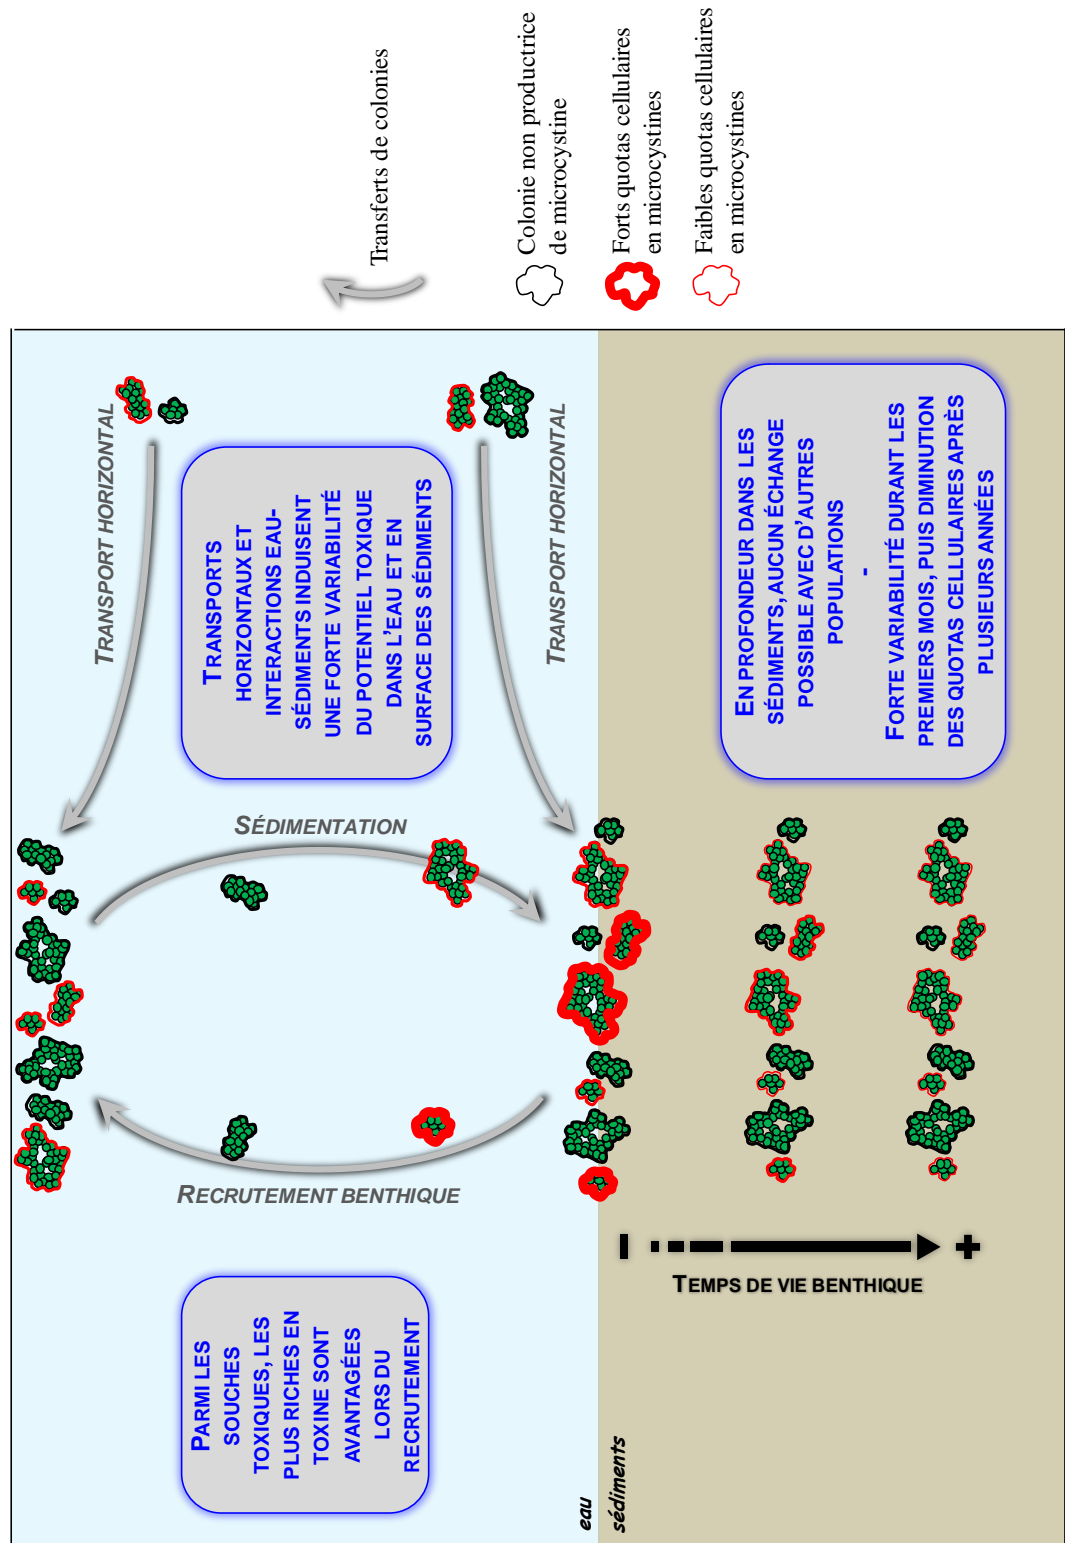 PARMI LES
SOUCHES
TOXIQUES, LES
PLUS RICHES EN
TOXINE SONT
AVANTAGÉES
LORS DU
RECRUTEMENT
RECRUTEMENT BENTHIQUE
SÉDIMENTATION
TRANSPORT HORIZONTAL
TRANSPORTS
HORIZONTAUX ET
INTERACTIONS EAU-
SÉDIMENTS INDUISENT
UNE FORTE VARIABILITÉ
DU POTENTIEL TOXIQUE
DANS L'EAU ET EN
SURFACE DES SÉDIMENTS
TRANSPORT HORIZONTAL
eau
sédiments
TEMPS DE VIE BENTHIQUE
-
+
EN PROFONDEUR DANS LES
SÉDIMENTS, AUCUN ÉCHANGE
POSSIBLE AVEC D'AUTRES
POPULATIONS
-
FORTE VARIABILITÉ DURANT LES
PREMIERS MOIS, PUIS DIMINUTION
DES QUOTAS CELLULAIRES APRÈS
PLUSIEURS ANNÉES
Transferts de colonies
Colonie non productrice
de microcystine
Forts quotas cellulaires
en microcystines
Faibles quotas cellulaires
en microcystines